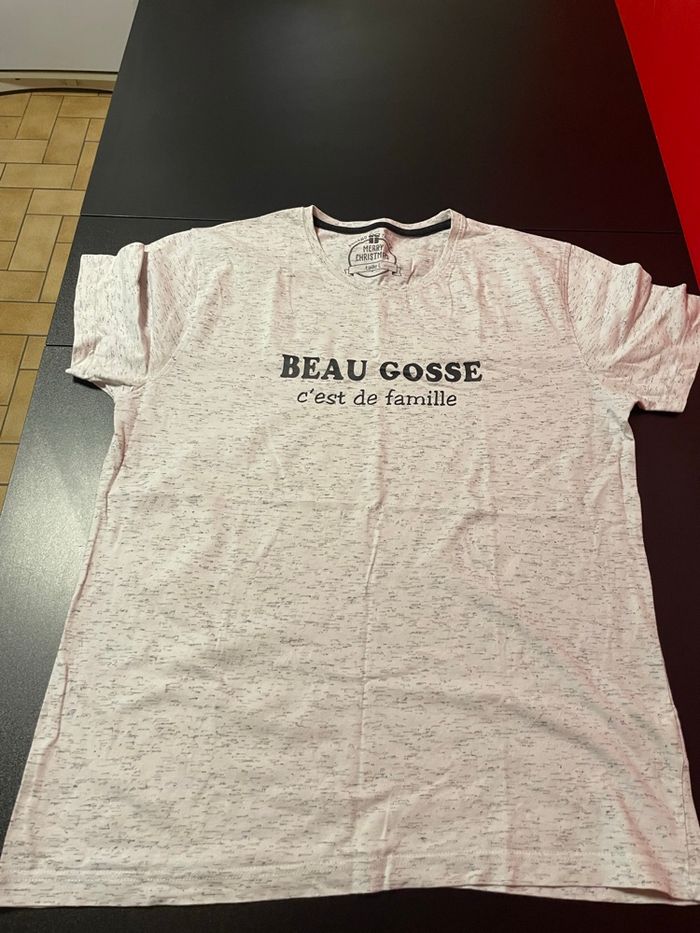 MERRY
CHRISTMAS
BEAU GOSSE
c'est de famille